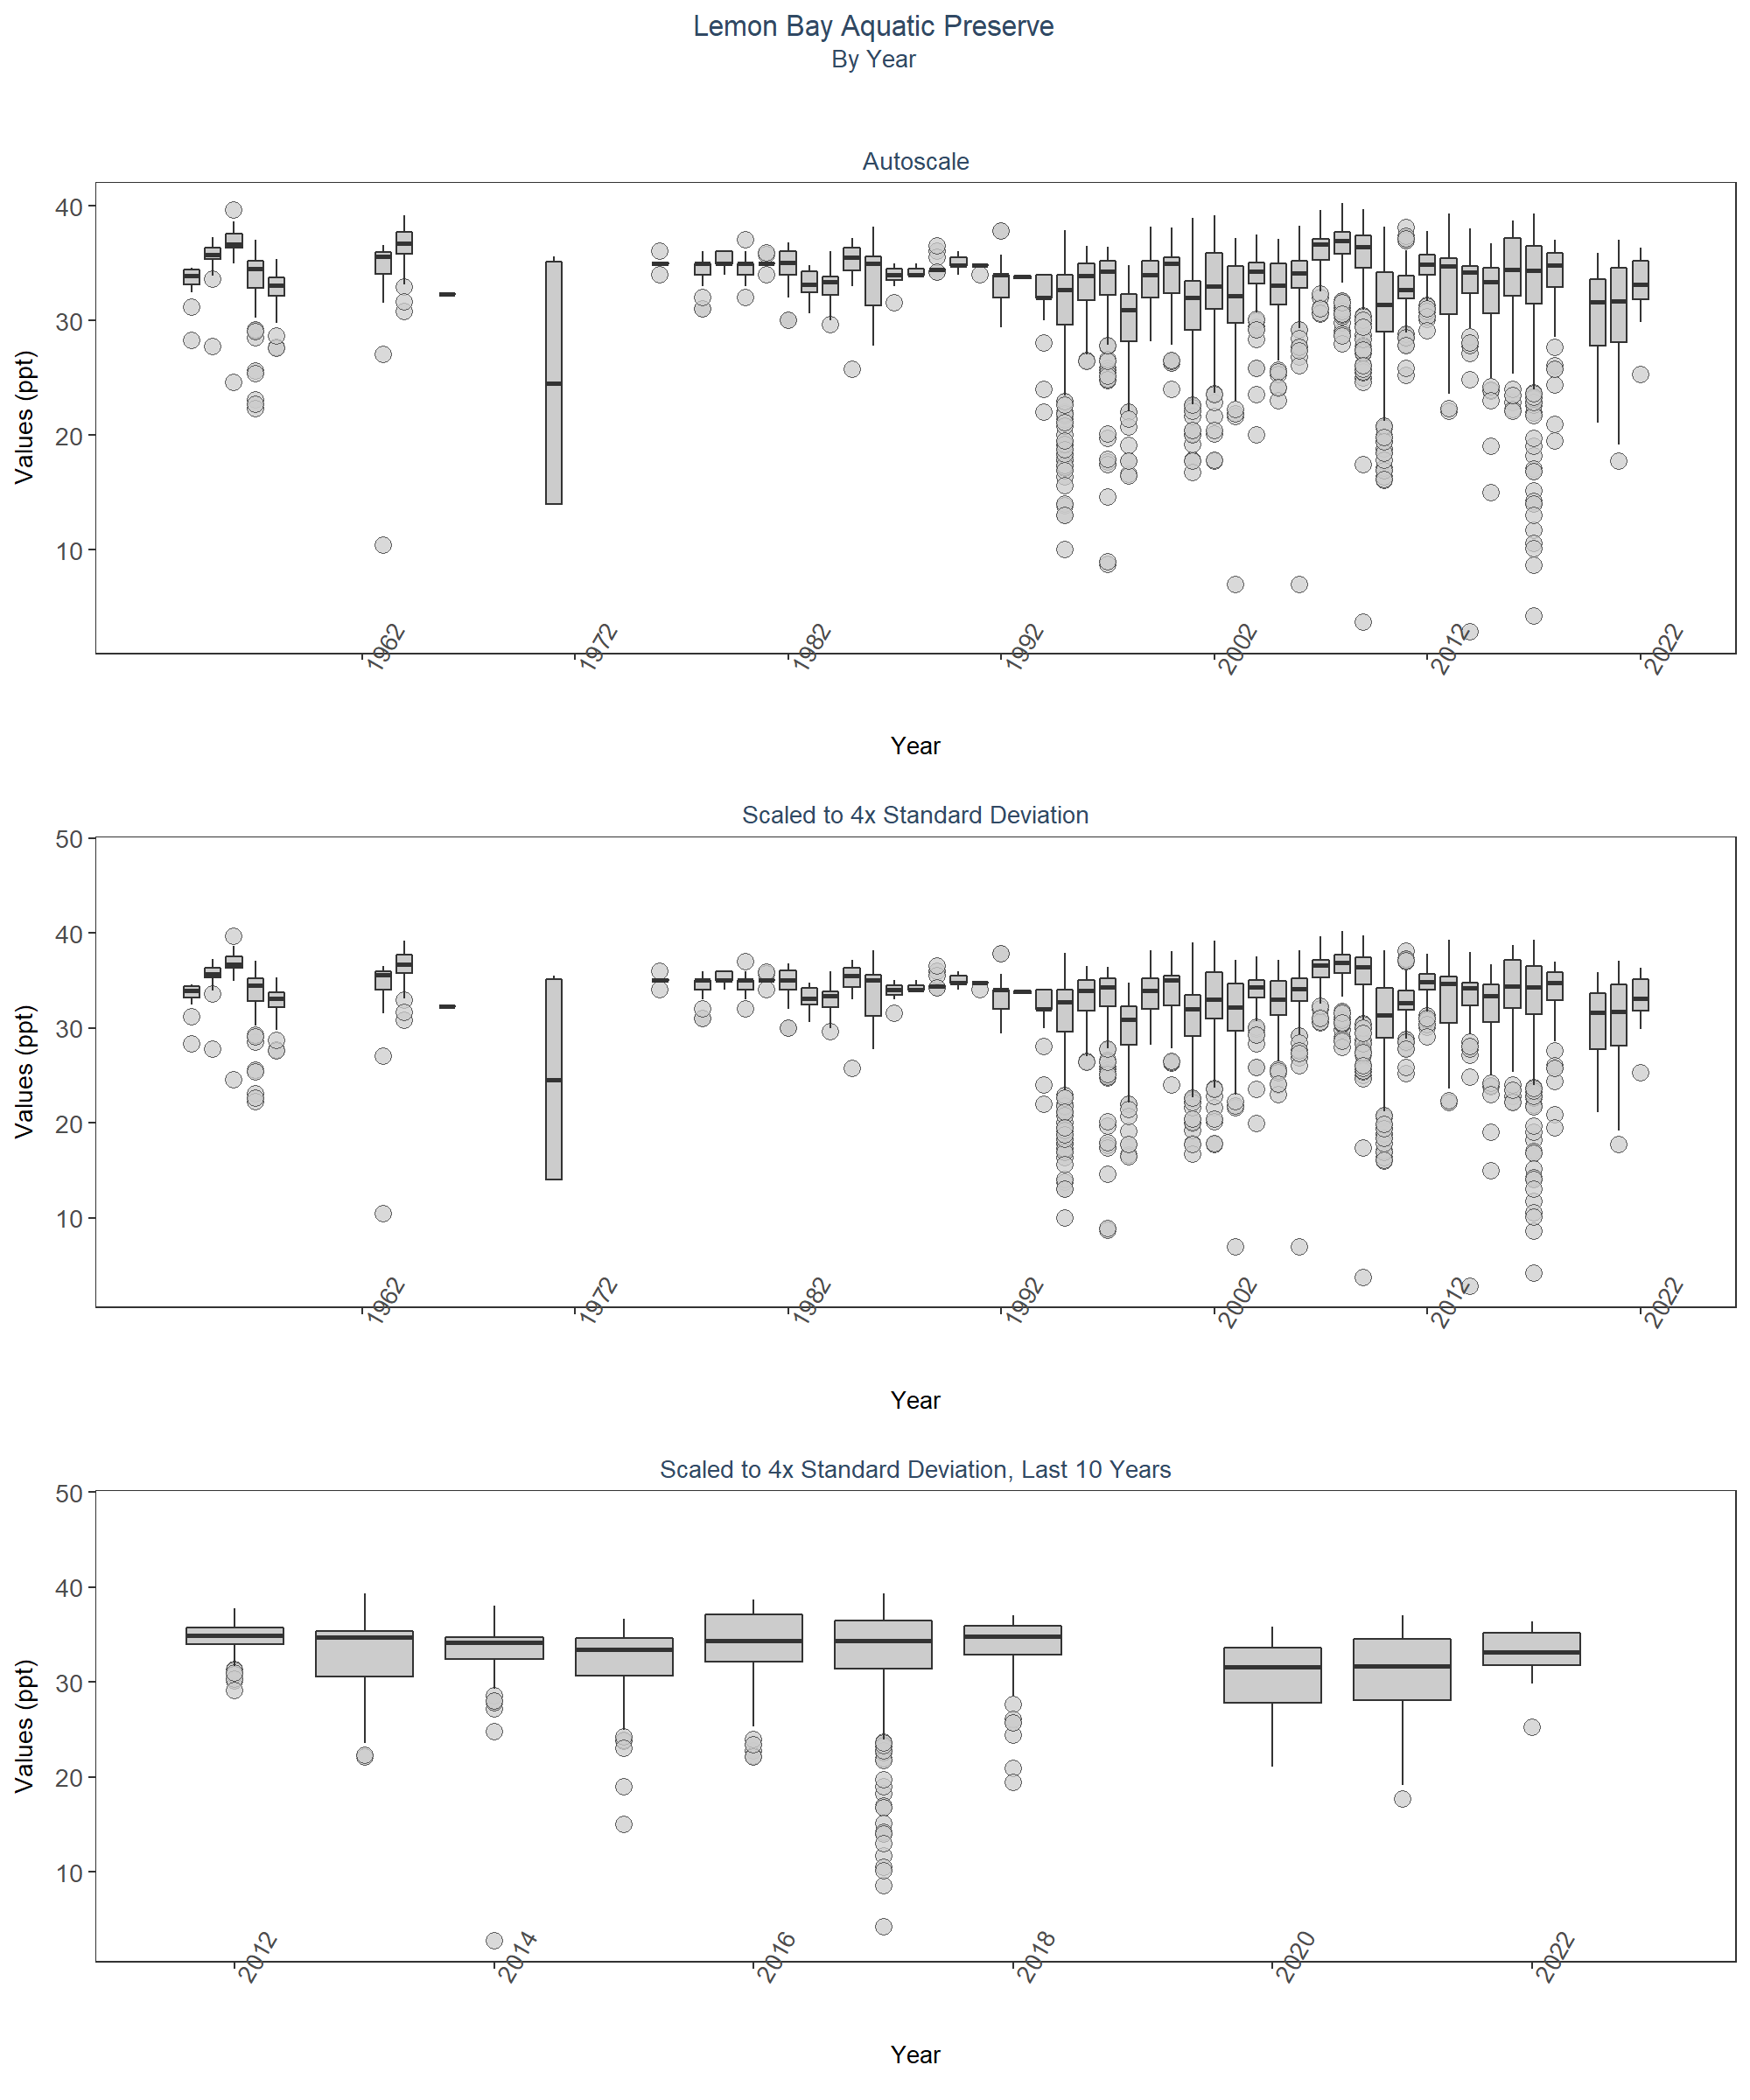 Lemon Bay Aquatic Preserve
By Year
Autoscale
40
30
20
10
Values (ppt)
1962 1972 1982 1992 2002 2012 2022
Year
Scaled to 4x Standard Deviation
50
40
30
20
10
Values (ppt)
1962 1972 1982 1992 2002 2012 2022
Year
Scaled to 4x Standard Deviation, Last 10 Years
50
40
30
20
10
Values (ppt)
2012 2014 2016 2018 2020 2022
Year